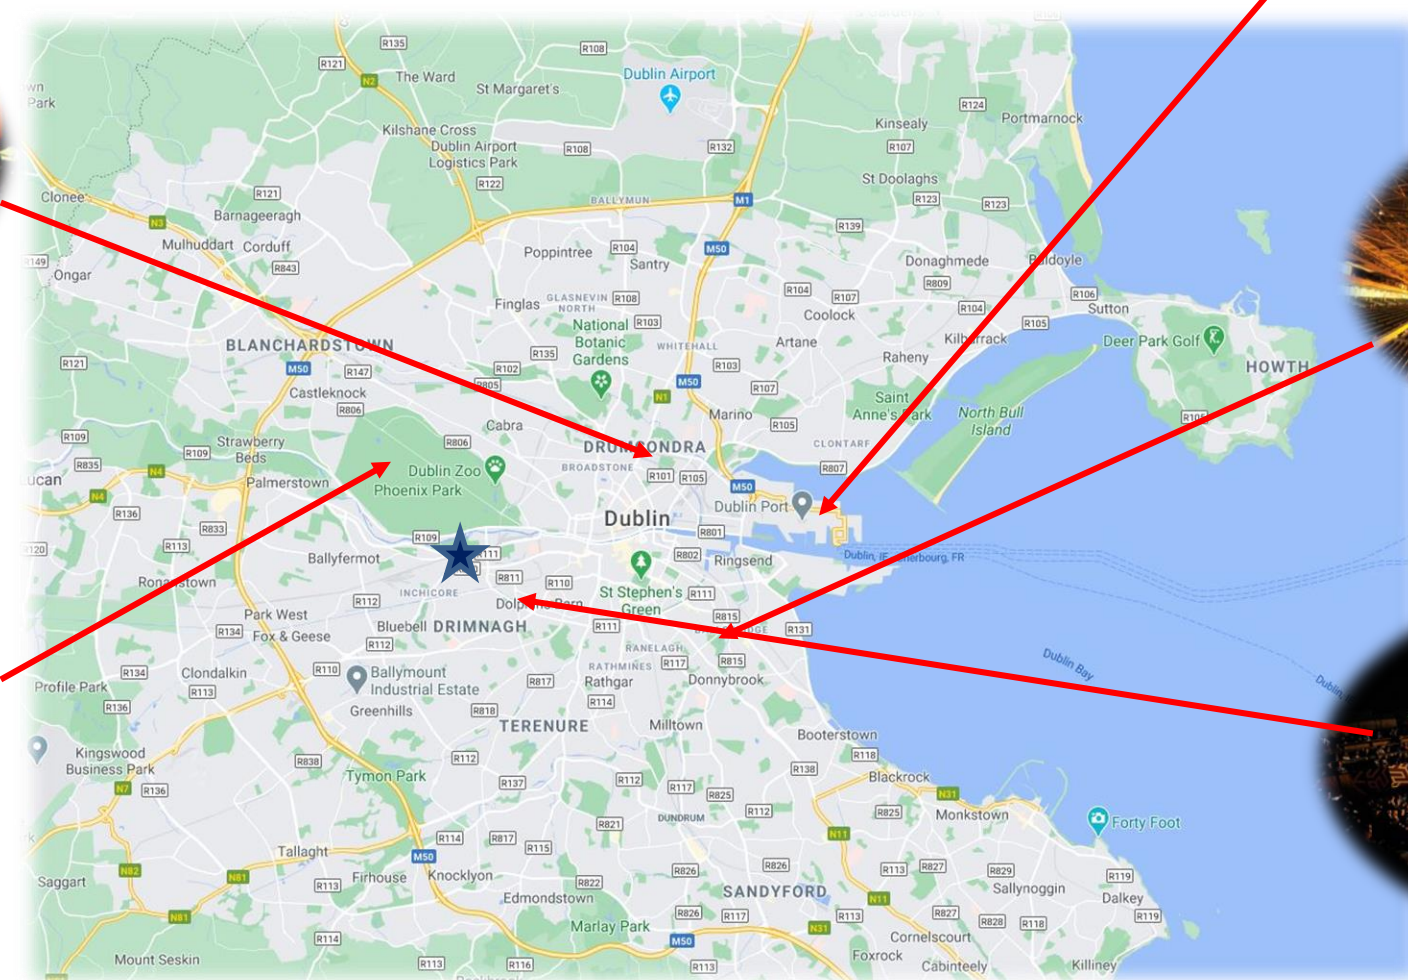 R135
R108
R121
The Ward
Dublin Airport
N2
St Margaret's
R124
Portmarnock
Kinsealy
Kilshane Cross
Dublin Airport
Logistics Park
R108
R132
R107
R122
St Doolaghs
Clonee
R121
BALLYMUN
M1
R123
R123
N3
Barnageeragh
R139
Mulhuddart
Corduff
Poppintree
R104
M50
Santry
Donaghmede
Baldoyle
R149
R843
Ongar
R809
R104
R107
R106
Finglas
GLASNEVIN
NORTH
R108
R104
Sutton
Coolock
R103
R105
National
Botanic
Gardens
WHITEHALL
Artane
Kilbarrack
Deer Park Golf
BLANCHARDSTOWN
R135
Raheny
R121
M50
R147
R102
R103
HOWTH
R805
M50
R107
Castleknock
N1
Saint
Anne's Park
R806
Marino
North Bull
Island
R105
R105
Cabra
R109
Strawberry
Beds
R806
DRUMCONDRA
CLONTARF
R835
R109
BROADSTONE
R807
N4
Dublin Zoo
R101
R105
Lucan
Palmerstown
Phoenix Park
M50
N4
Dublin Port
R136
Dublin
R833
R801
R109
R120
R113
Ballyfermot
R111
R802
Ringsend
Dublin, IE - Cherbourg, FR
Ronanstown
R811
R110
INCHICORE
St Stephen's
Green
R111
R112
Dolphins Barn
Park West
R815
R134
Fox & Geese
Bluebell
DRIMNAGH
R111
BALLSBRIDGE
R131
R112
RANELAGH
Dublin Bay
RATHMINES
R117
R815
R134
Clondalkin
R110
Ballymount
Industrial Estate
R817
Rathgar
Donnybrook
Profile Park
R113
R136
Greenhills
R818
R114
TERENURE
Milltown
Booterstown
Kingswood
Business Park
R838
R112
R118
Tymon Park
R137
R112
R138
Blackrock
N7
R136
R117
R825
N31
R112
R825
Monkstown
DUNDRUM
Forty Foot
R821
R114
R817
N11
Tallaght
R115
M50
N82
Firhouse
Knocklyon
R826
R826
R113
R827
R829
N81
R119
Saggart
R113
R822
SANDYFORD
Sallynoggin
Edmondstown
N11
Dalkey
N81
R826
R117
R113
R827
R828
R118
R119
Marlay Park
N31
R114
M50
Cornelscourt
Mount Seskin
R113
R116
R113
Foxrock
Cabinteely
Killiney